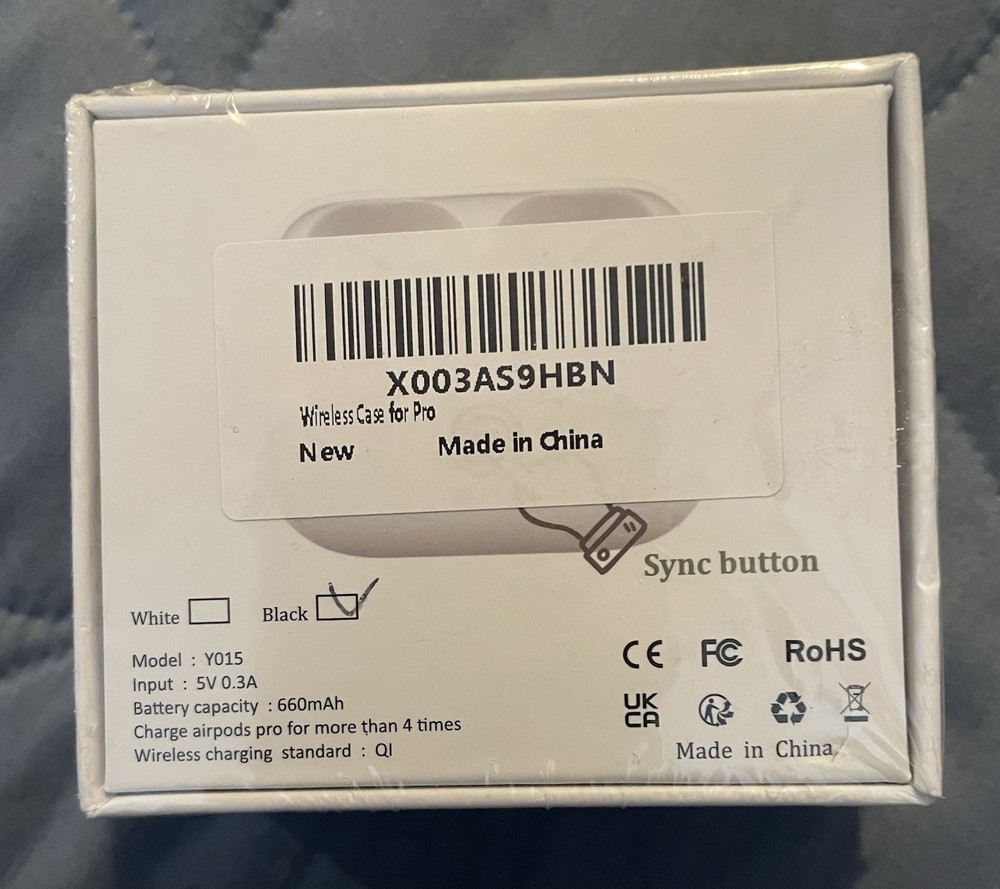 X003AS9HBN
Wireless Case for Pro
New Made in China
Sync button
White Black
Model : Y015
Input : 5V 0.3A
Battery capacity : 660mAh
Charge airpods pro for more than 4 times
Wireless charging standard : QI
CE FC RoHS
UK
CA
Made in China